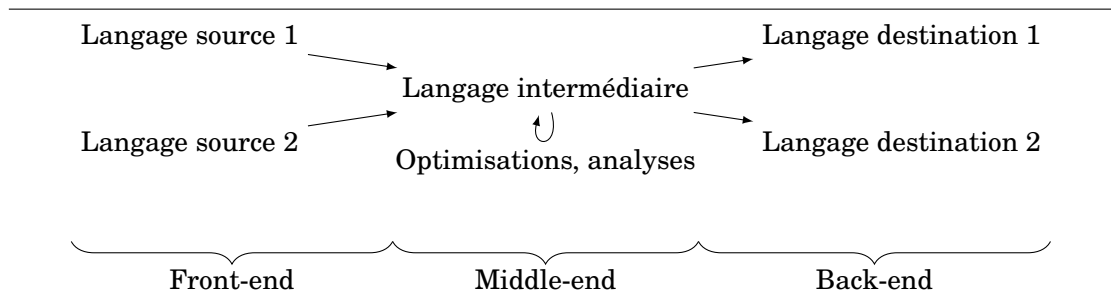 Langage source 1
Langage destination 1
Langage intermédiaire
Langage source 2
Langage destination 2
Optimisations, analyses
Front-end
Middle-end
Back-end